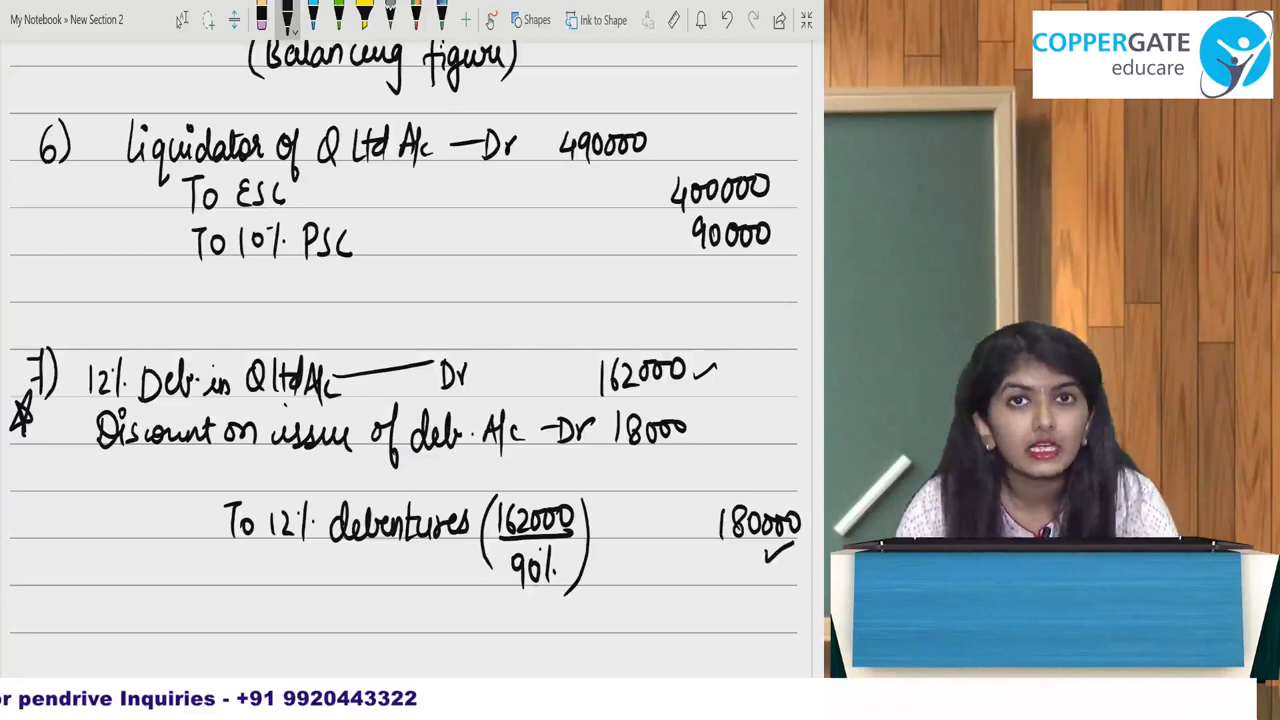 My Notebook » New Section 2
Shapes
Ink to Shape
COPPERGATE
educare
(Balancing figure)
6) Liquidator of Q Ltd A/c — Dr 490000
To ESC 400000
To 10% PSC 90000
7) 12% Deb. in Q Ltd A/c — Dr 162000 ✓
Discount on issue of deb. A/c - Dr 18000
To 12% debentures (162000 / 90%) 180000 ✓
or pendrive Inquiries - +91 9920443322